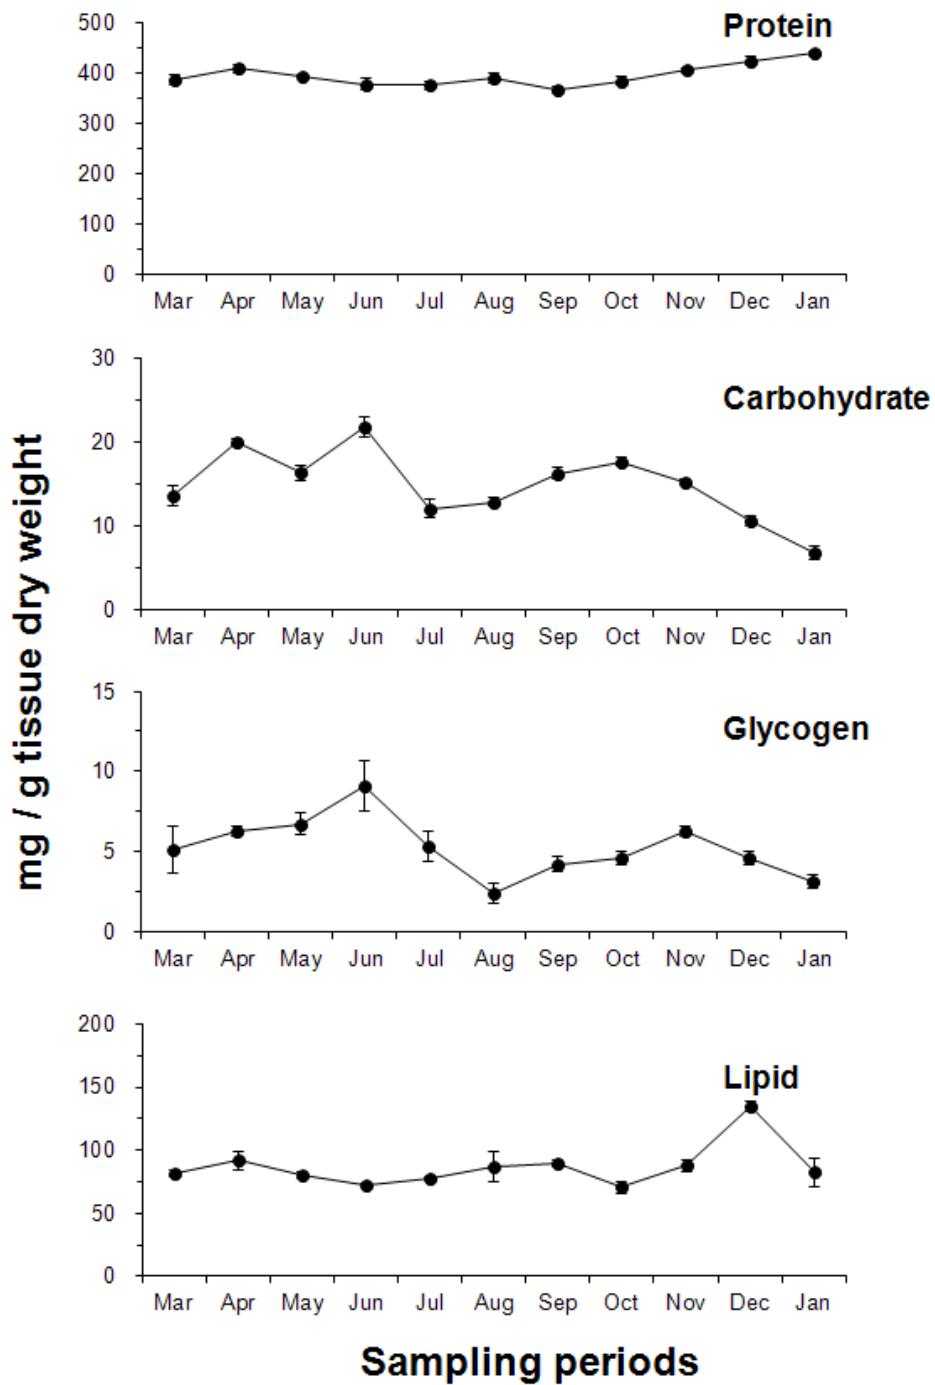 Protein
500
400
300
200
100
0
Mar Apr May Jun Jul Aug Sep Oct Nov Dec Jan
Carbohydrate
30
20
10
0
Mar Apr May Jun Jul Aug Sep Oct Nov Dec Jan
mg / g tissue dry weight
Glycogen
15
10
5
0
Mar Apr May Jun Jul Aug Sep Oct Nov Dec Jan
Lipid
200
150
100
50
0
Mar Apr May Jun Jul Aug Sep Oct Nov Dec Jan
Sampling periods